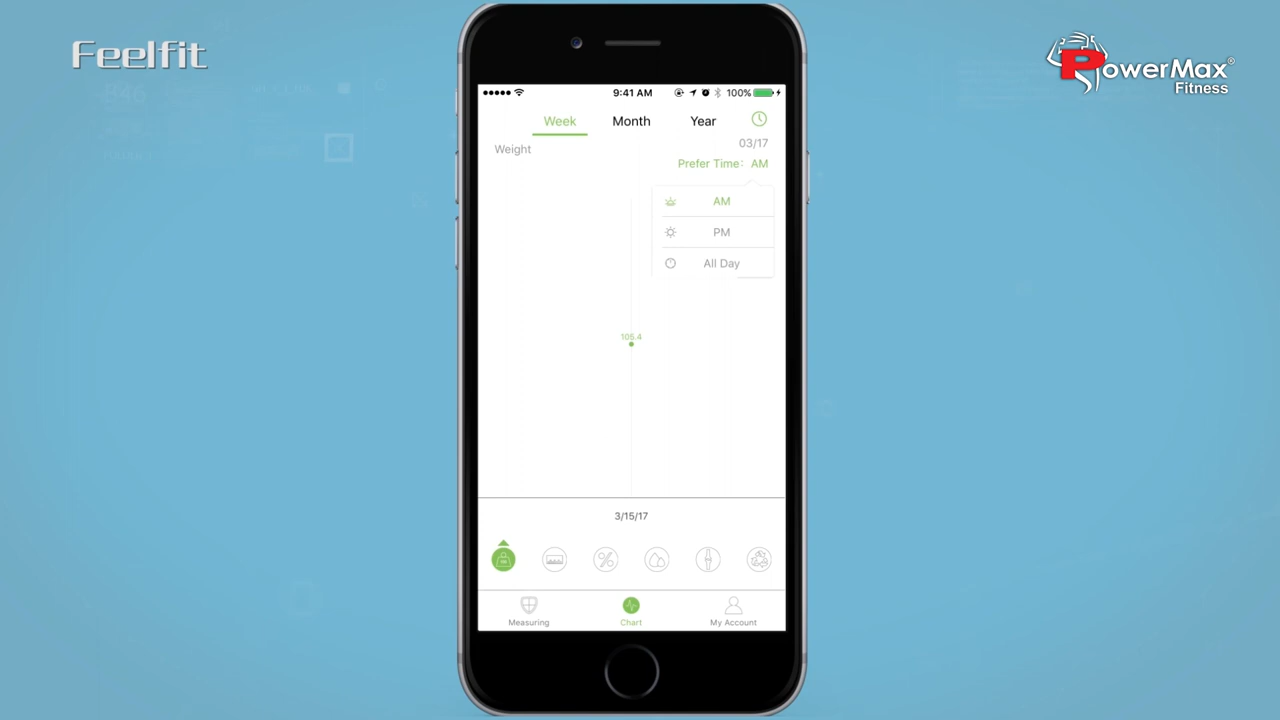 Feelfit
PowerMax®
Fitness
9:41 AM
100%
Week
Month
Year
03/17
Weight
Prefer Time: AM
AM
PM
All Day
105.4
3/15/17
Measuring
Chart
My Account